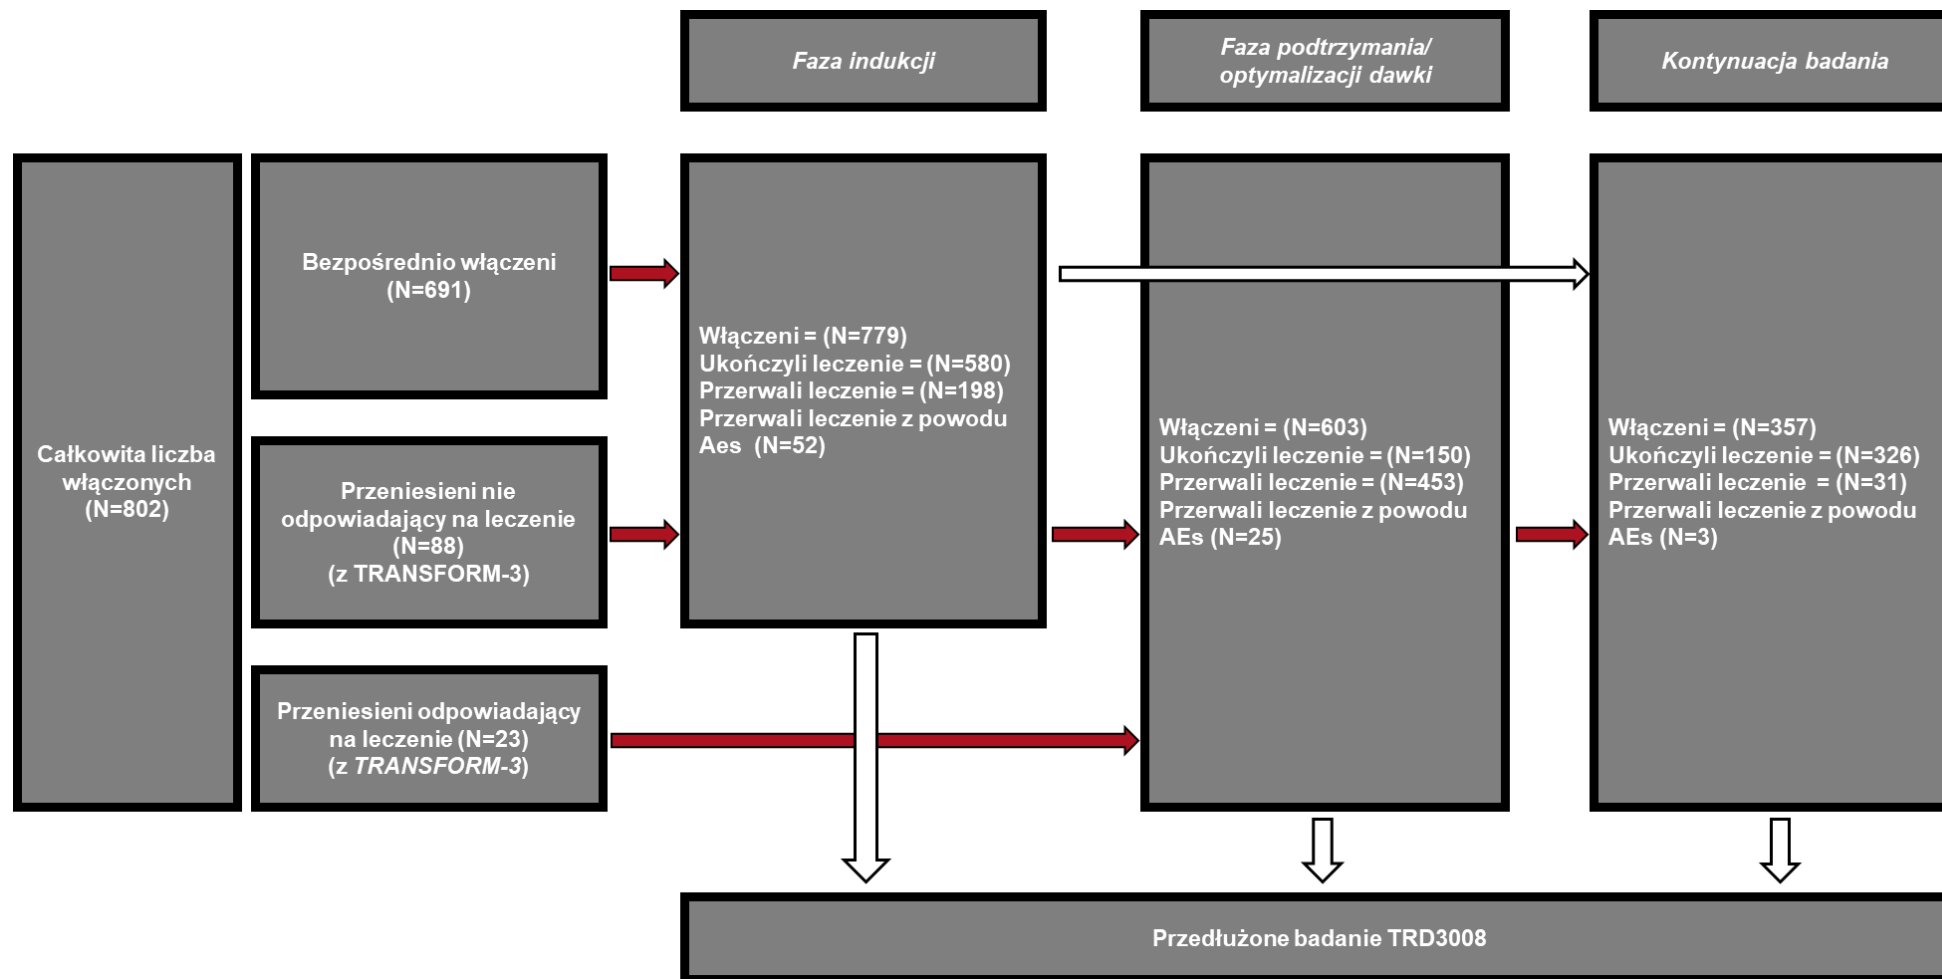 Faza indukcji
Faza podtrzymania/
optymalizacji dawki
Kontynuacja badania
Całkowita liczba
włączonych
(N=802)
Bezpośrednio włączeni
(N=691)
Przeniesieni nie
odpowiadający na leczenie
(N=88)
(z TRANSFORM-3)
Przeniesieni odpowiadający
na leczenie (N=23)
(z TRANSFORM-3)
Włączeni = (N=779)
Ukończyli leczenie = (N=580)
Przerwali leczenie = (N=198)
Przerwali leczenie z powodu
Aes (N=52)
Włączeni = (N=603)
Ukończyli leczenie = (N=150)
Przerwali leczenie = (N=453)
Przerwali leczenie z powodu
AEs (N=25)
Włączeni = (N=357)
Ukończyli leczenie = (N=326)
Przerwali leczenie = (N=31)
Przerwali leczenie z powodu
AEs (N=3)
Przedłużone badanie TRD3008